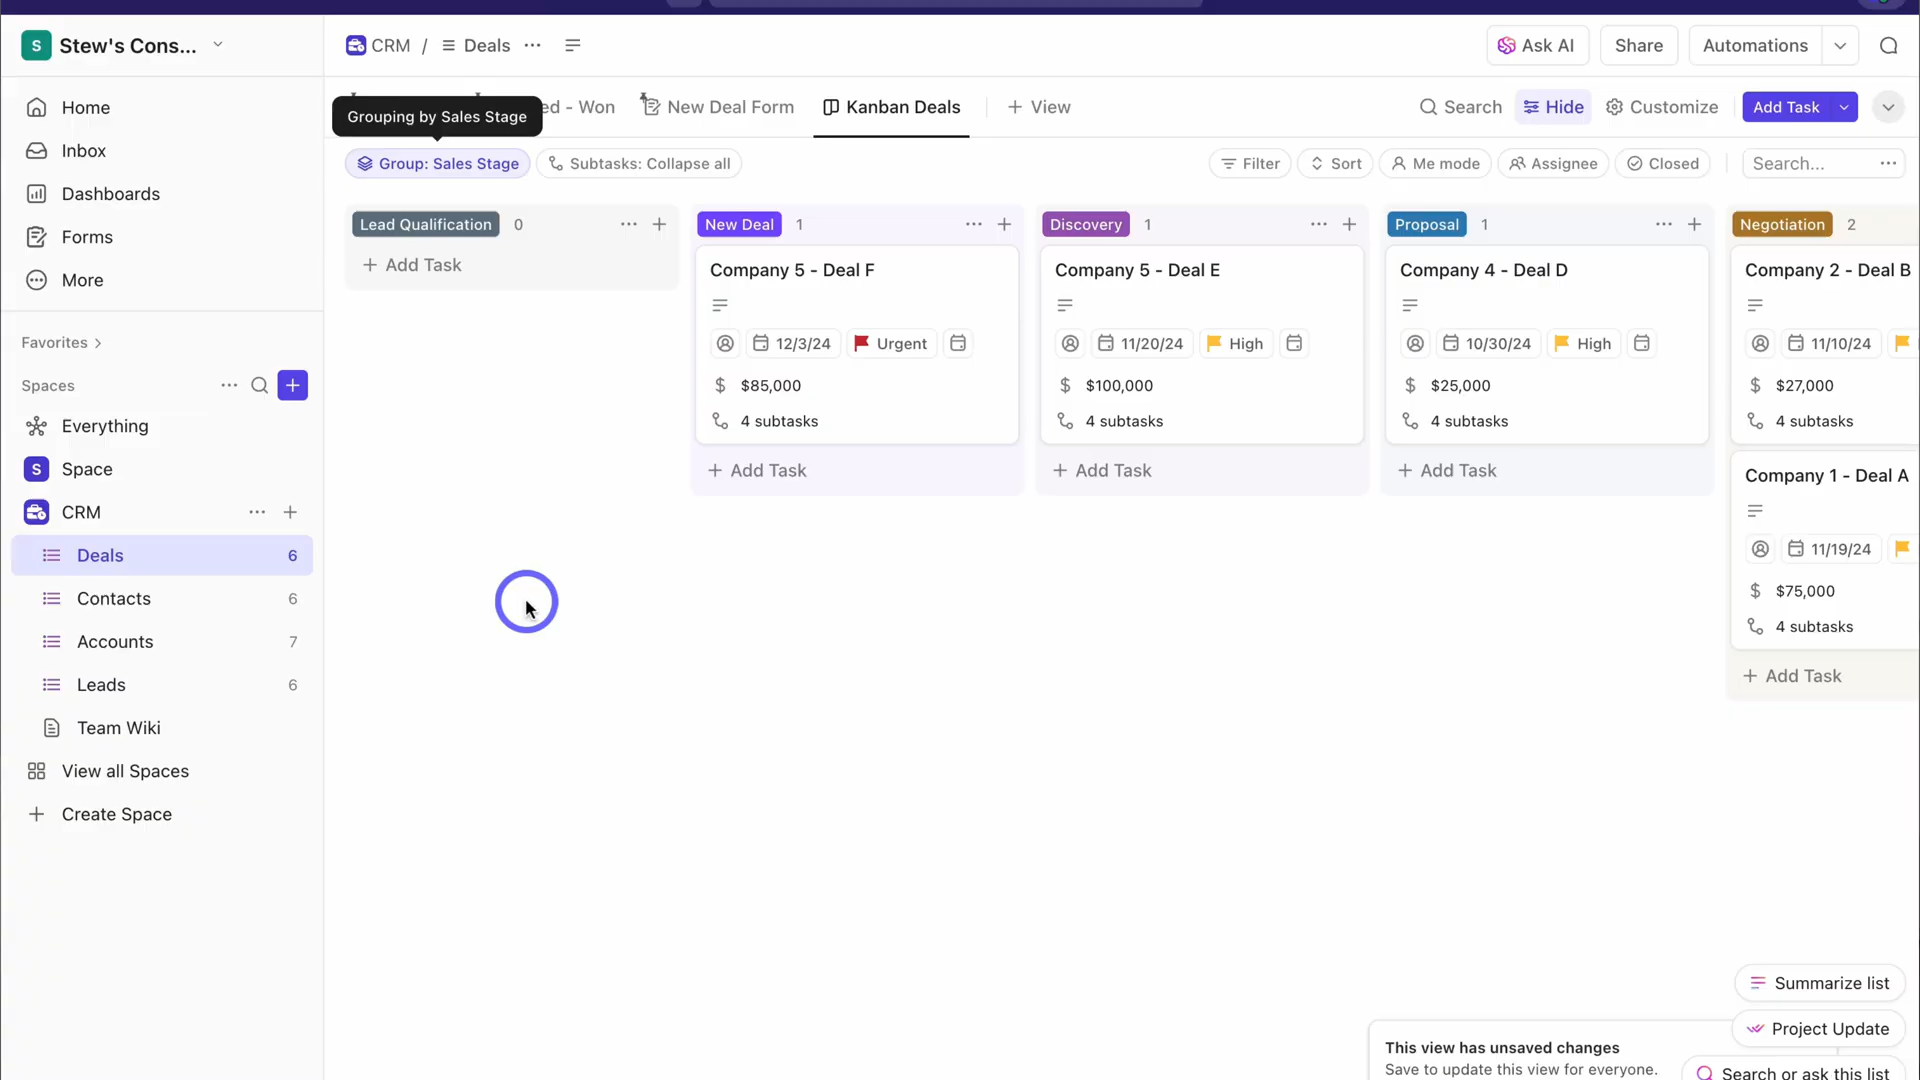 S Stew's Cons...
CRM / Deals
Ask AI
Share
Automations
Home
Inbox
Dashboards
Forms
More
Favorites
Spaces
Everything
S Space
CRM
Deals 6
Contacts 6
Accounts 7
Leads 6
Team Wiki
View all Spaces
Create Space
Grouping by Sales Stage
ed - Won
New Deal Form
Kanban Deals
+ View
Search
Hide
Customize
Add Task
Group: Sales Stage
Subtasks: Collapse all
Filter
Sort
Me mode
Assignee
Closed
Search...
Lead Qualification 0
+ Add Task
New Deal 1
Company 5 - Deal F
12/3/24
Urgent
$ $85,000
4 subtasks
+ Add Task
Discovery 1
Company 5 - Deal E
11/20/24
High
$ $100,000
4 subtasks
+ Add Task
Proposal 1
Company 4 - Deal D
10/30/24
High
$ $25,000
4 subtasks
+ Add Task
Negotiation 2
Company 2 - Deal B
11/10/24
$ $27,000
4 subtasks
Company 1 - Deal A
11/19/24
$ $75,000
4 subtasks
+ Add Task
Summarize list
Project Update
This view has unsaved changes
Save to update this view for everyone.
Search or ask this list